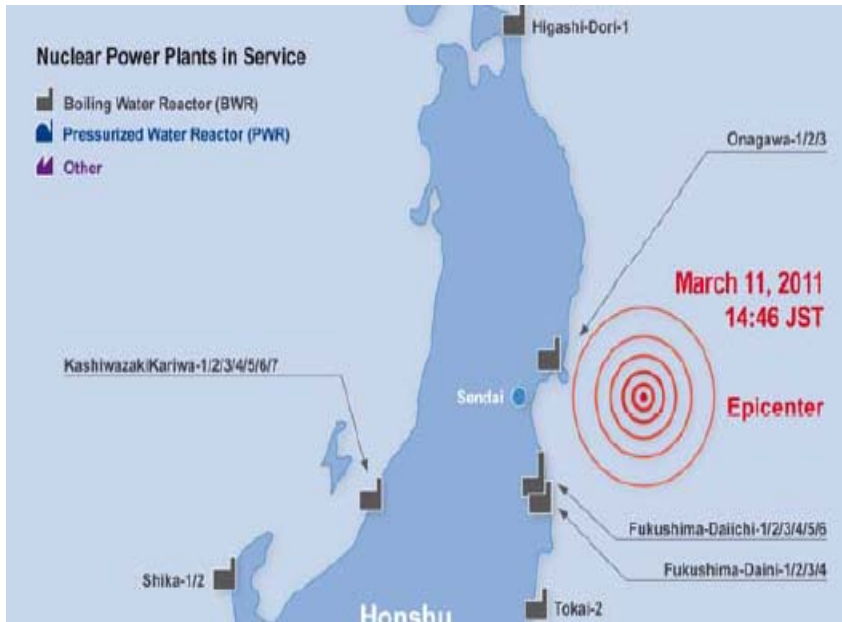 Higashi-Dori-1
Nuclear Power Plants in Service
Boiling Water Reactor (BWR)
Pressurized Water Reactor (PWR)
Other
Onagawa-1/2/3
March 11, 2011
14:46 JST
Kashiwazaki Kariwa-1/2/3/4/5/6/7
Sendai
Epicenter
Fukushima-Daiichi-1/2/3/4/5/6
Fukushima-Daini-1/2/3/4
Shika-1/2
Honshu
Tokai-2